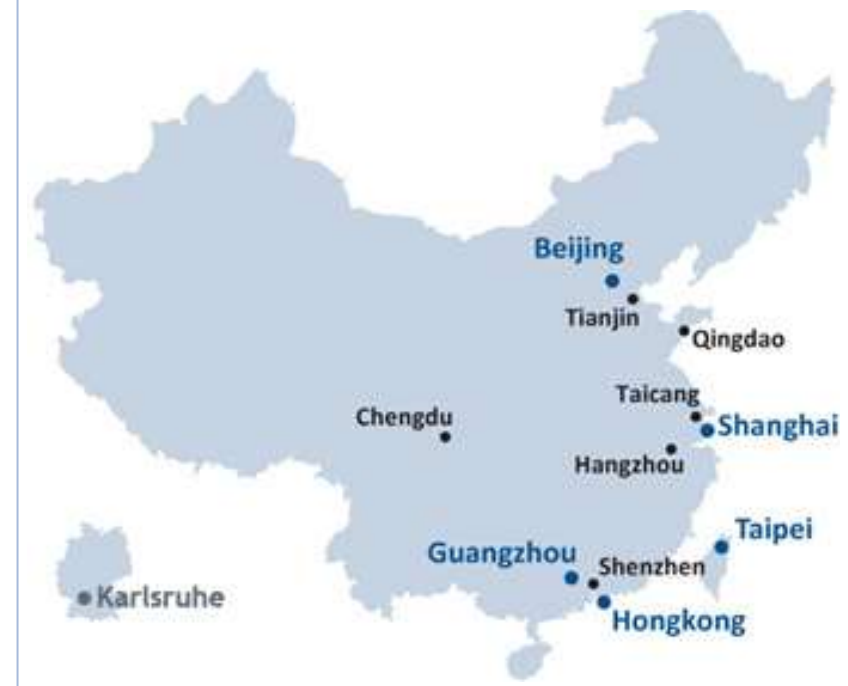 Beijing
Tianjin
Qingdao
Taicang
Chengdu
Shanghai
Hangzhou
Taipei
Guangzhou
Shenzhen
Karlsruhe
Hongkong